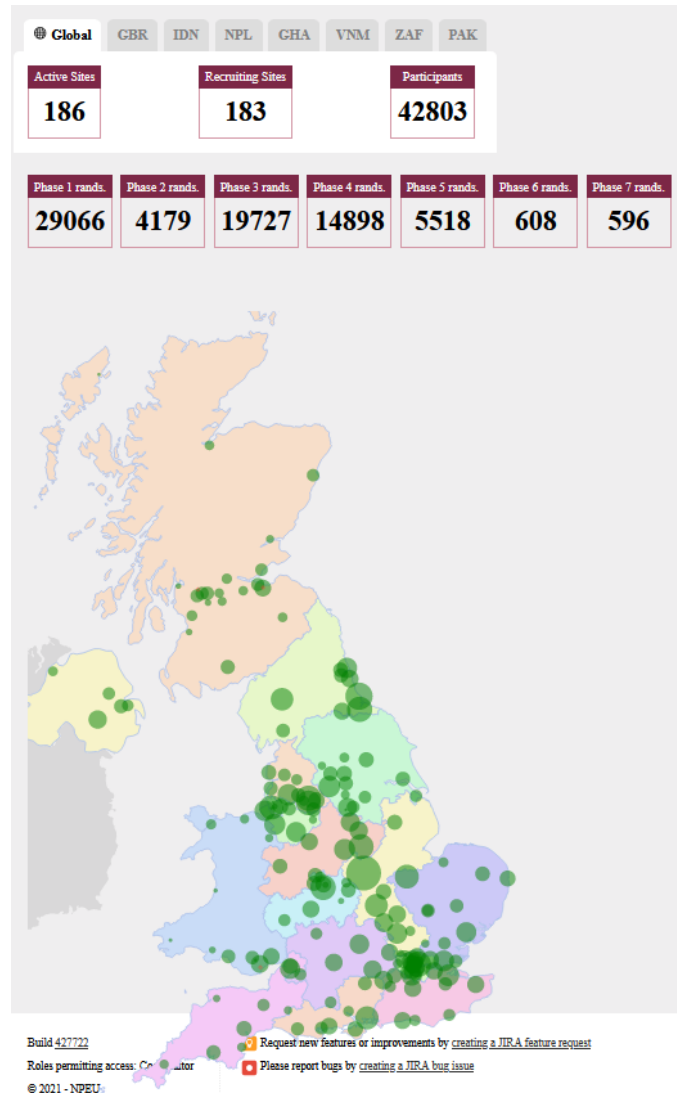 Global GBR IDN NPL GHA VNM ZAF PAK
Active Sites Recruiting Sites Participants
186 183 42803
Phase 1 rands. Phase 2 rands. Phase 3 rands. Phase 4 rands. Phase 5 rands. Phase 6 rands. Phase 7 rands.
29066 4179 19727 14898 5518 608 596
Build 427722 Request new features or improvements by creating a JIRA feature request
Roles permitting access: Please report bugs by creating a JIRA bug issue
© 2021 - NPEU